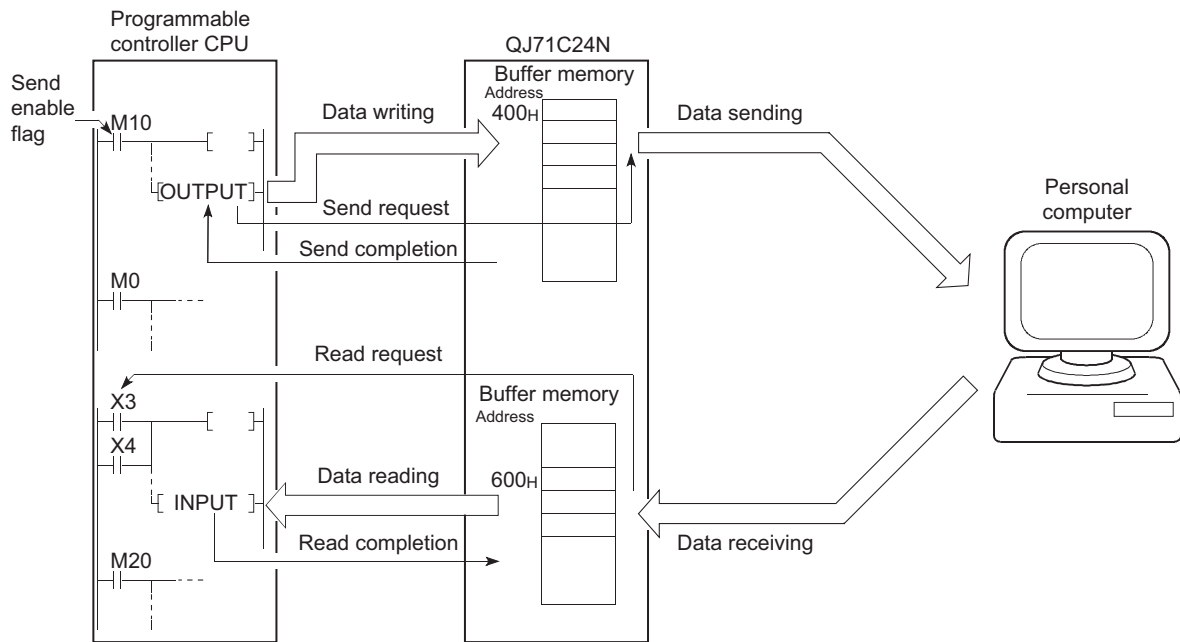 Programmable
controller CPU
QJ71C24N
Send
enable
flag
M10
OUTPUT
Data writing
Send request
Send completion
Buffer memory
Address
400H
Data sending
Personal
computer
M0
Read request
X3
X4
INPUT
Data reading
Read completion
Buffer memory
Address
600H
Data receiving
M20